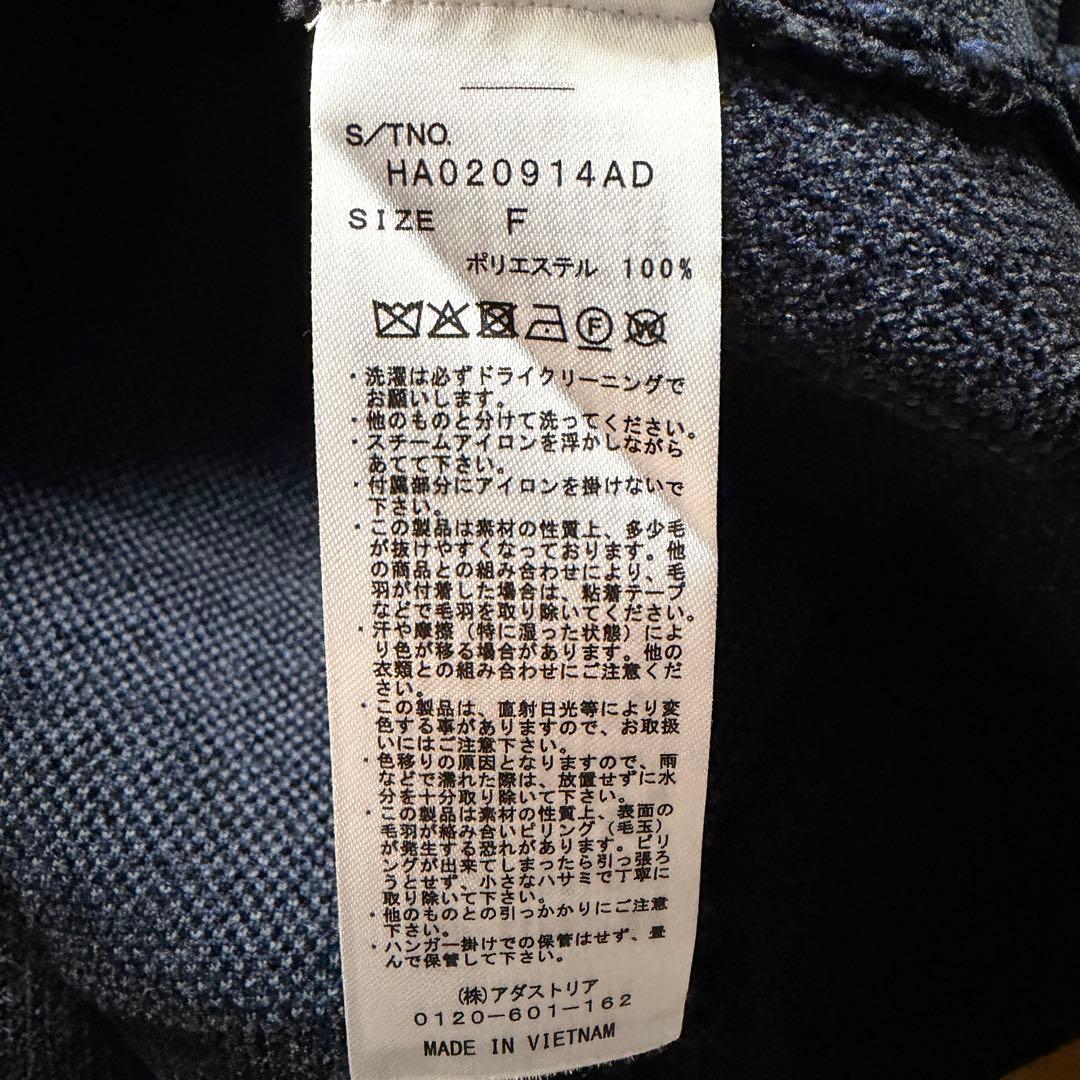 S/TNO.
HA020914AD
SIZE F
ポリエステル 100%
F W
・洗濯は必ずドライクリーニングで
お願いします。
・他のものと分けて洗ってください。
・スチームアイロンを浮かしながら
あてて下さい。
・付属部分にアイロンを掛けないで
下さい。
・この製品は素材の性質上、多少毛
が抜けやすくなっております。他
の商品との組み合わせにより、毛
羽が付着した場合は、粘着テープ
などで毛羽を取り除いてください。
・汗や摩擦(特に湿った状態)によ
り色が移る場合があります。他の
衣類との組み合わせにご注意くだ
さい。
・この製品は、直射日光等により変
色する事がありますので、お取扱
いにはご注意下さい。
・色移りの原因となりますので、雨
などで濡れた際は、放置せずに水
分を十分取り除いて下さい。
・この製品は素材の性質上、表面の
毛羽が絡み合いピリング(毛玉)
が発生する恐れがあります。ピリ
ングが出来てしまったら引っ張ろ
うとせず、小さなハサミで丁寧に
取り除いて下さい。
・他のものとの引っかかりにご注意
下さい。
・ハンガー掛けでの保管はせず、畳
んで保管して下さい。
(株)アダストリア
0120-601-162
MADE IN VIETNAM